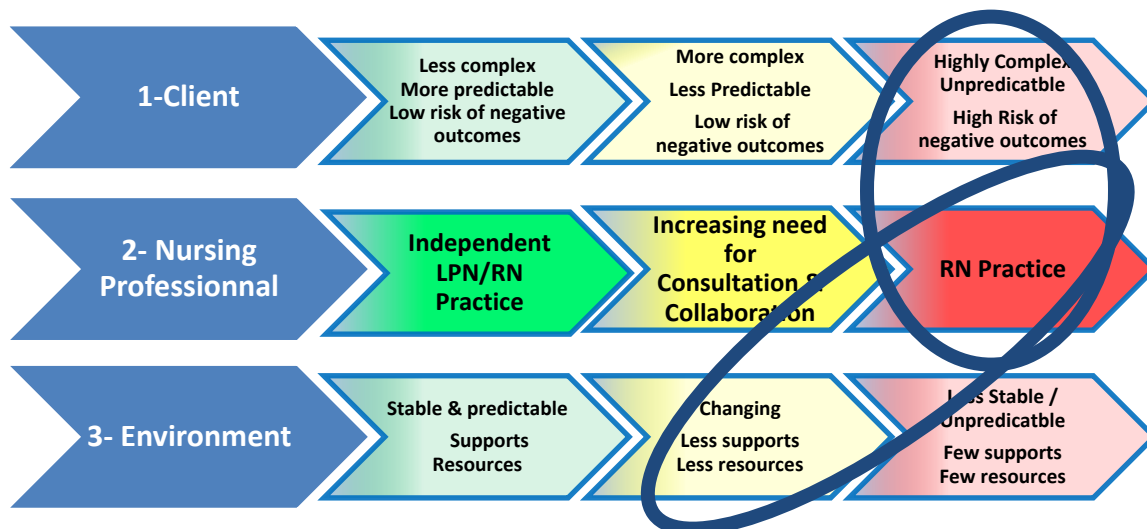 1-Client
Less complex
More predictable
Low risk of negative
outcomes
More complex
Less Predictable
Low risk of
negative outcomes
Highly Complex
Unpredicatble
High Risk of
negative outcomes
2- Nursing
Professionnal
Independent
LPN/RN
Practice
Increasing need
for
Consultation &
Collaboration
RN Practice
3- Environment
Stable & predictable
Supports
Resources
Changing
Less supports
Less resources
Less Stable /
Unpredicatble
Few supports
Few resources